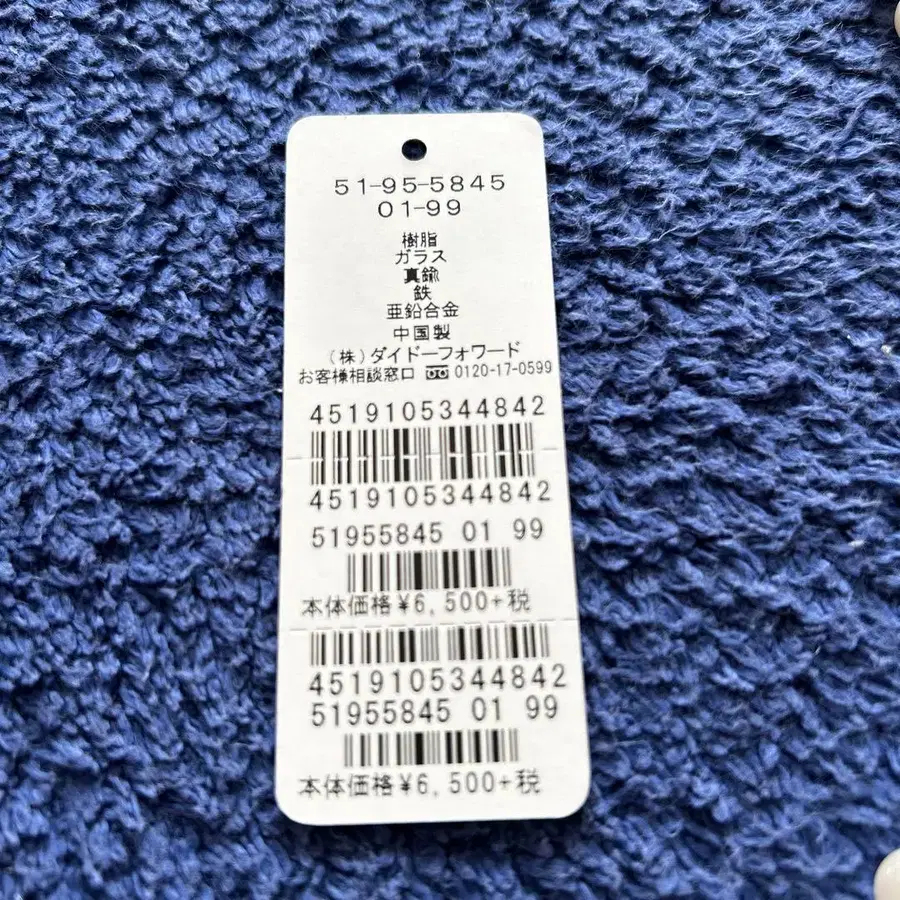 51-95-5845
01-99
樹脂
ガラス
真鍮
鉄
亜鉛合金
中国製
(株)ダイドーフォワード
お客様相談窓口 0120-17-0599
4519105344842
4519105344842
51955845 01 99
本体価格¥6,500+税
4519105344842
51955845 01 99
本体価格¥6,500+税